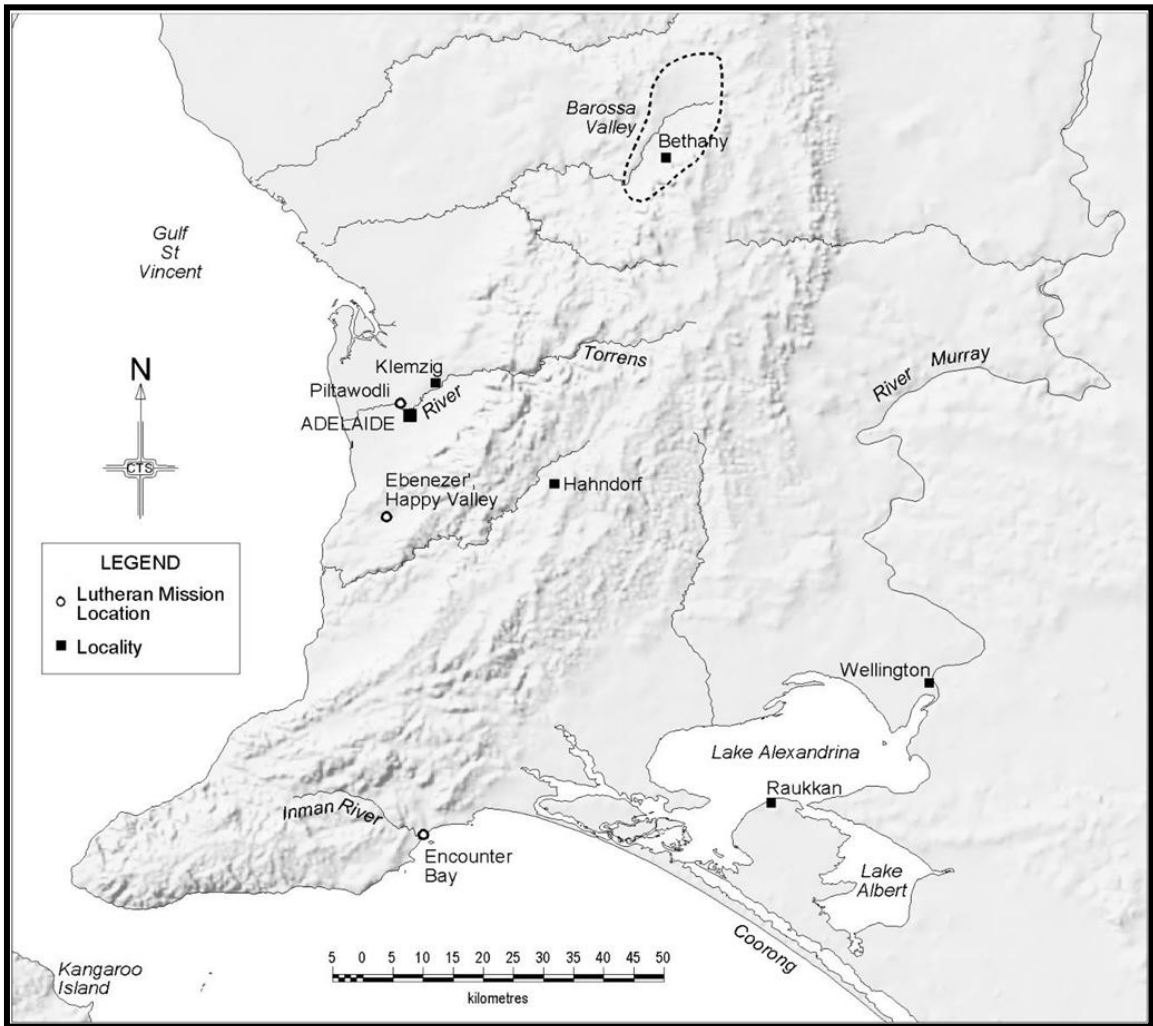 Barossa
Valley
Bethany
Gulf
St
Vincent
N
CTS
Klemzig
Piltawodli
ADELAIDE
River
Torrens
River Murray
Ebenezer',
Happy Valley
Hahndorf
LEGEND
Lutheran Mission
Location
Locality
Wellington
Lake Alexandrina
Raukkan
Inman River
Encounter
Bay
Lake
Albert
Coorong
Kangaroo
Island
5 0 5 10 15 20 25 30 35 40 45 50
kilometres